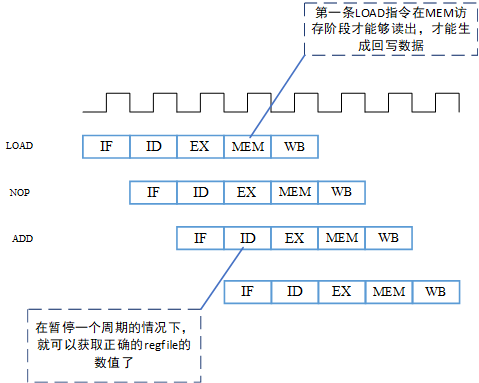 第一条LOAD指令在MEM访
存阶段才能够读出，才能生
成回写数据
LOAD IF ID EX MEM WB
NOP IF ID EX MEM WB
ADD IF ID EX MEM WB
IF ID EX MEM WB
在暂停一个周期的情况下，
就可以获取正确的regfile的
数值了